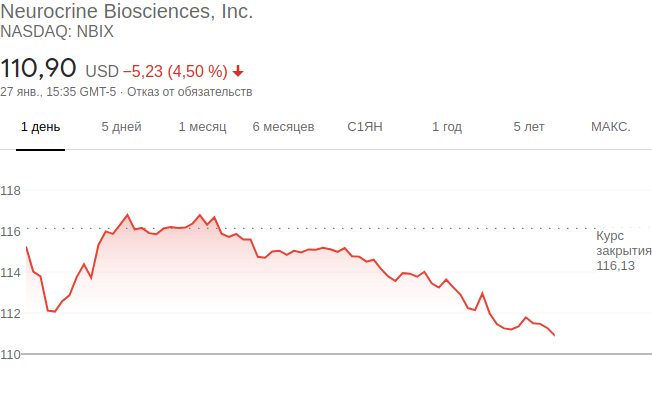 Neurocrine Biosciences, Inc.
NASDAQ: NBIX
110,90 USD −5,23 (4,50 %)
27 янв., 15:35 GMT-5 · Отказ от обязательств
1 день 5 дней 1 месяц 6 месяцев С1ЯН 1 год 5 лет МАКС.
118
116
Курс
закрытия
116,13
114
112
110